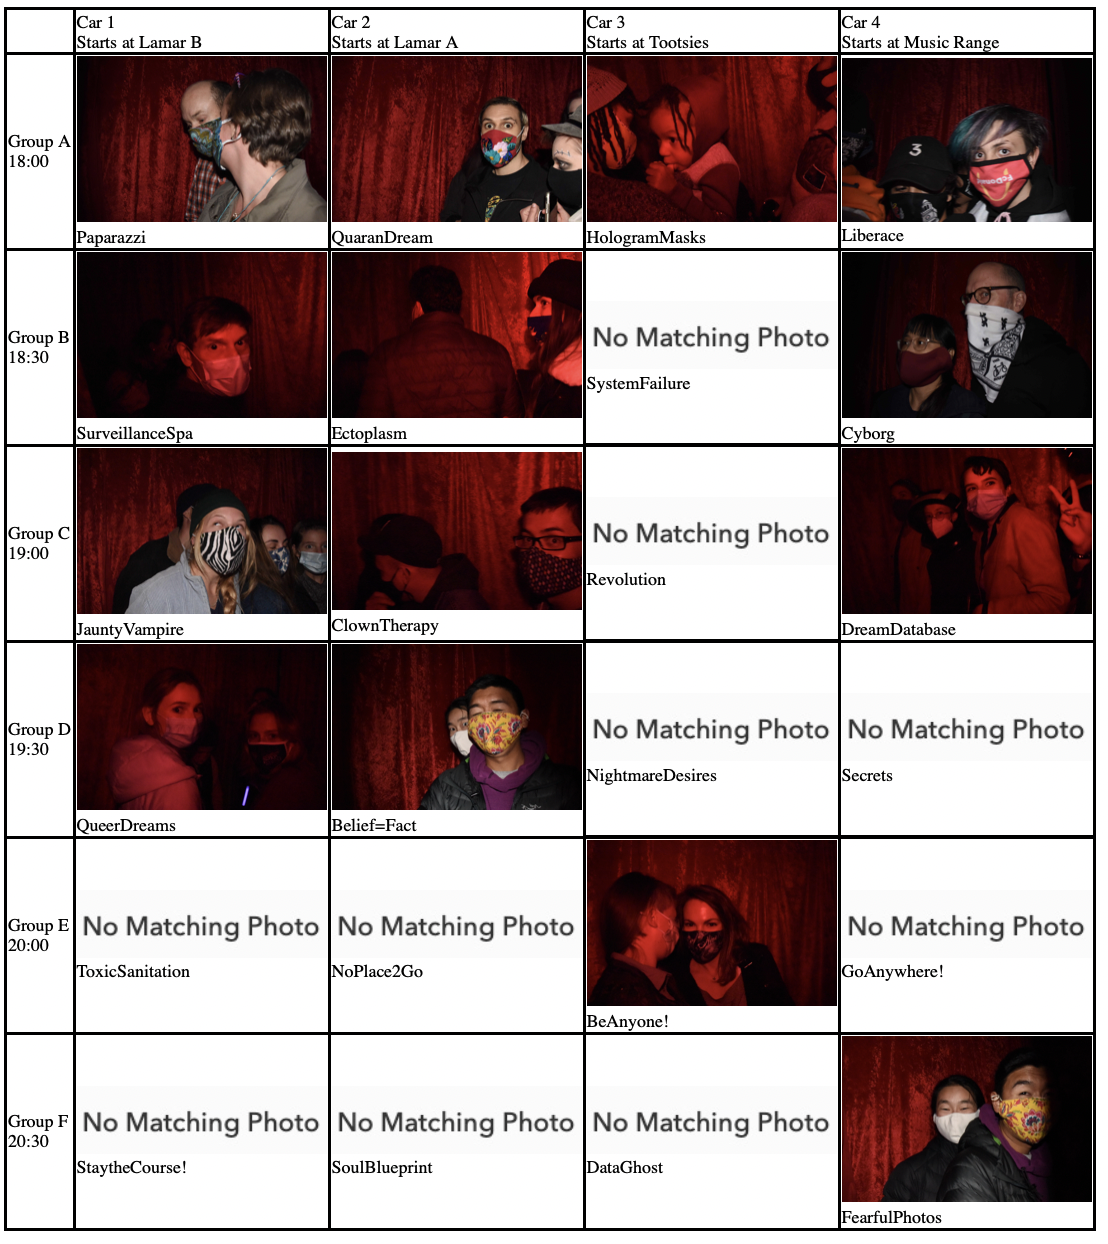 Car 1
Starts at Lamar B
Car 2
Starts at Lamar A
Car 3
Starts at Tootsies
Car 4
Starts at Music Range
Group A
18:00
Paparazzi
QuaranDream
HologramMasks
3
Liberace
Group B
18:30
SurveillanceSpa
Ectoplasm
No Matching Photo
SystemFailure
Cyborg
Group C
19:00
JauntyVampire
ClownTherapy
No Matching Photo
Revolution
DreamDatabase
Group D
19:30
QueerDreams
Belief=Fact
No Matching Photo
NightmareDesires
No Matching Photo
Secrets
Group E
20:00
No Matching Photo
ToxicSanitation
No Matching Photo
NoPlace2Go
BeAnyone!
No Matching Photo
GoAnywhere!
Group F
20:30
No Matching Photo
StaytheCourse!
No Matching Photo
SoulBlueprint
No Matching Photo
DataGhost
FearfulPhotos